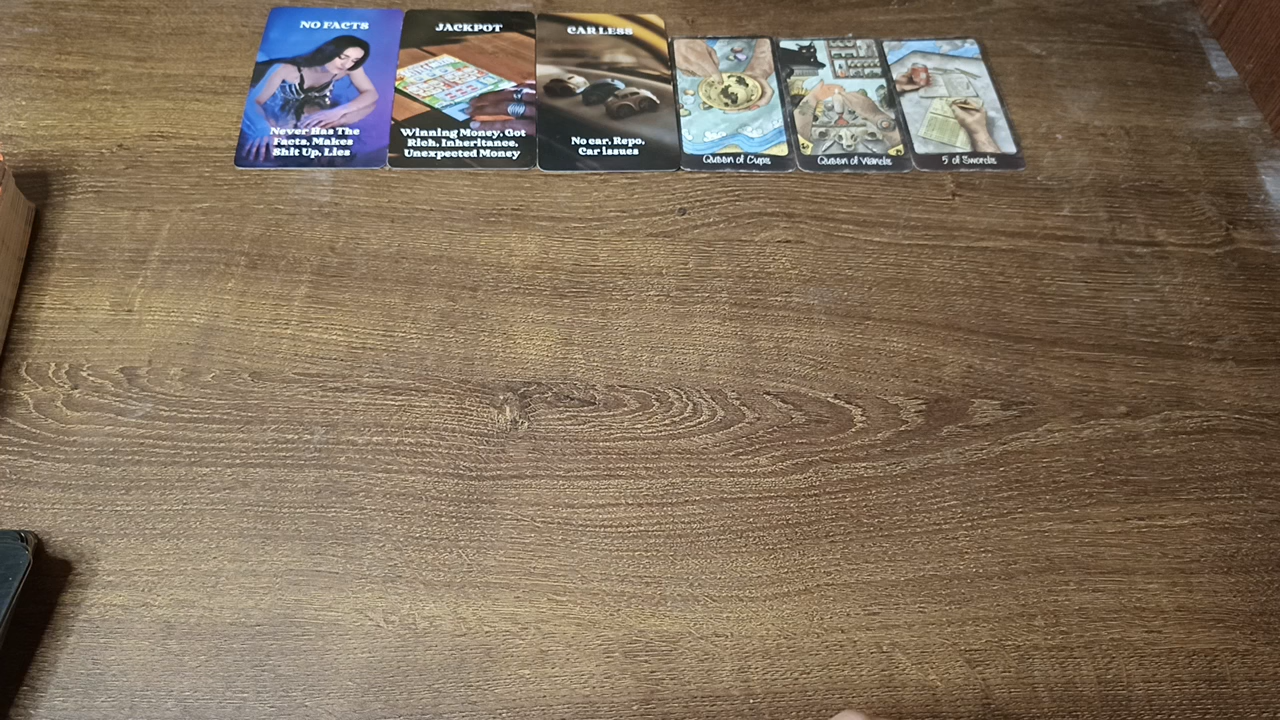 NO FACTS
Never Has The
Facts, Makes
Shit Up, Lies
JACKPOT
Winning Money, Got
Rich, Inheritance,
Unexpected Money
CARLESS
No car, Repo,
Car issues
Queen of Cups
Queen of Wands
5 of Swords